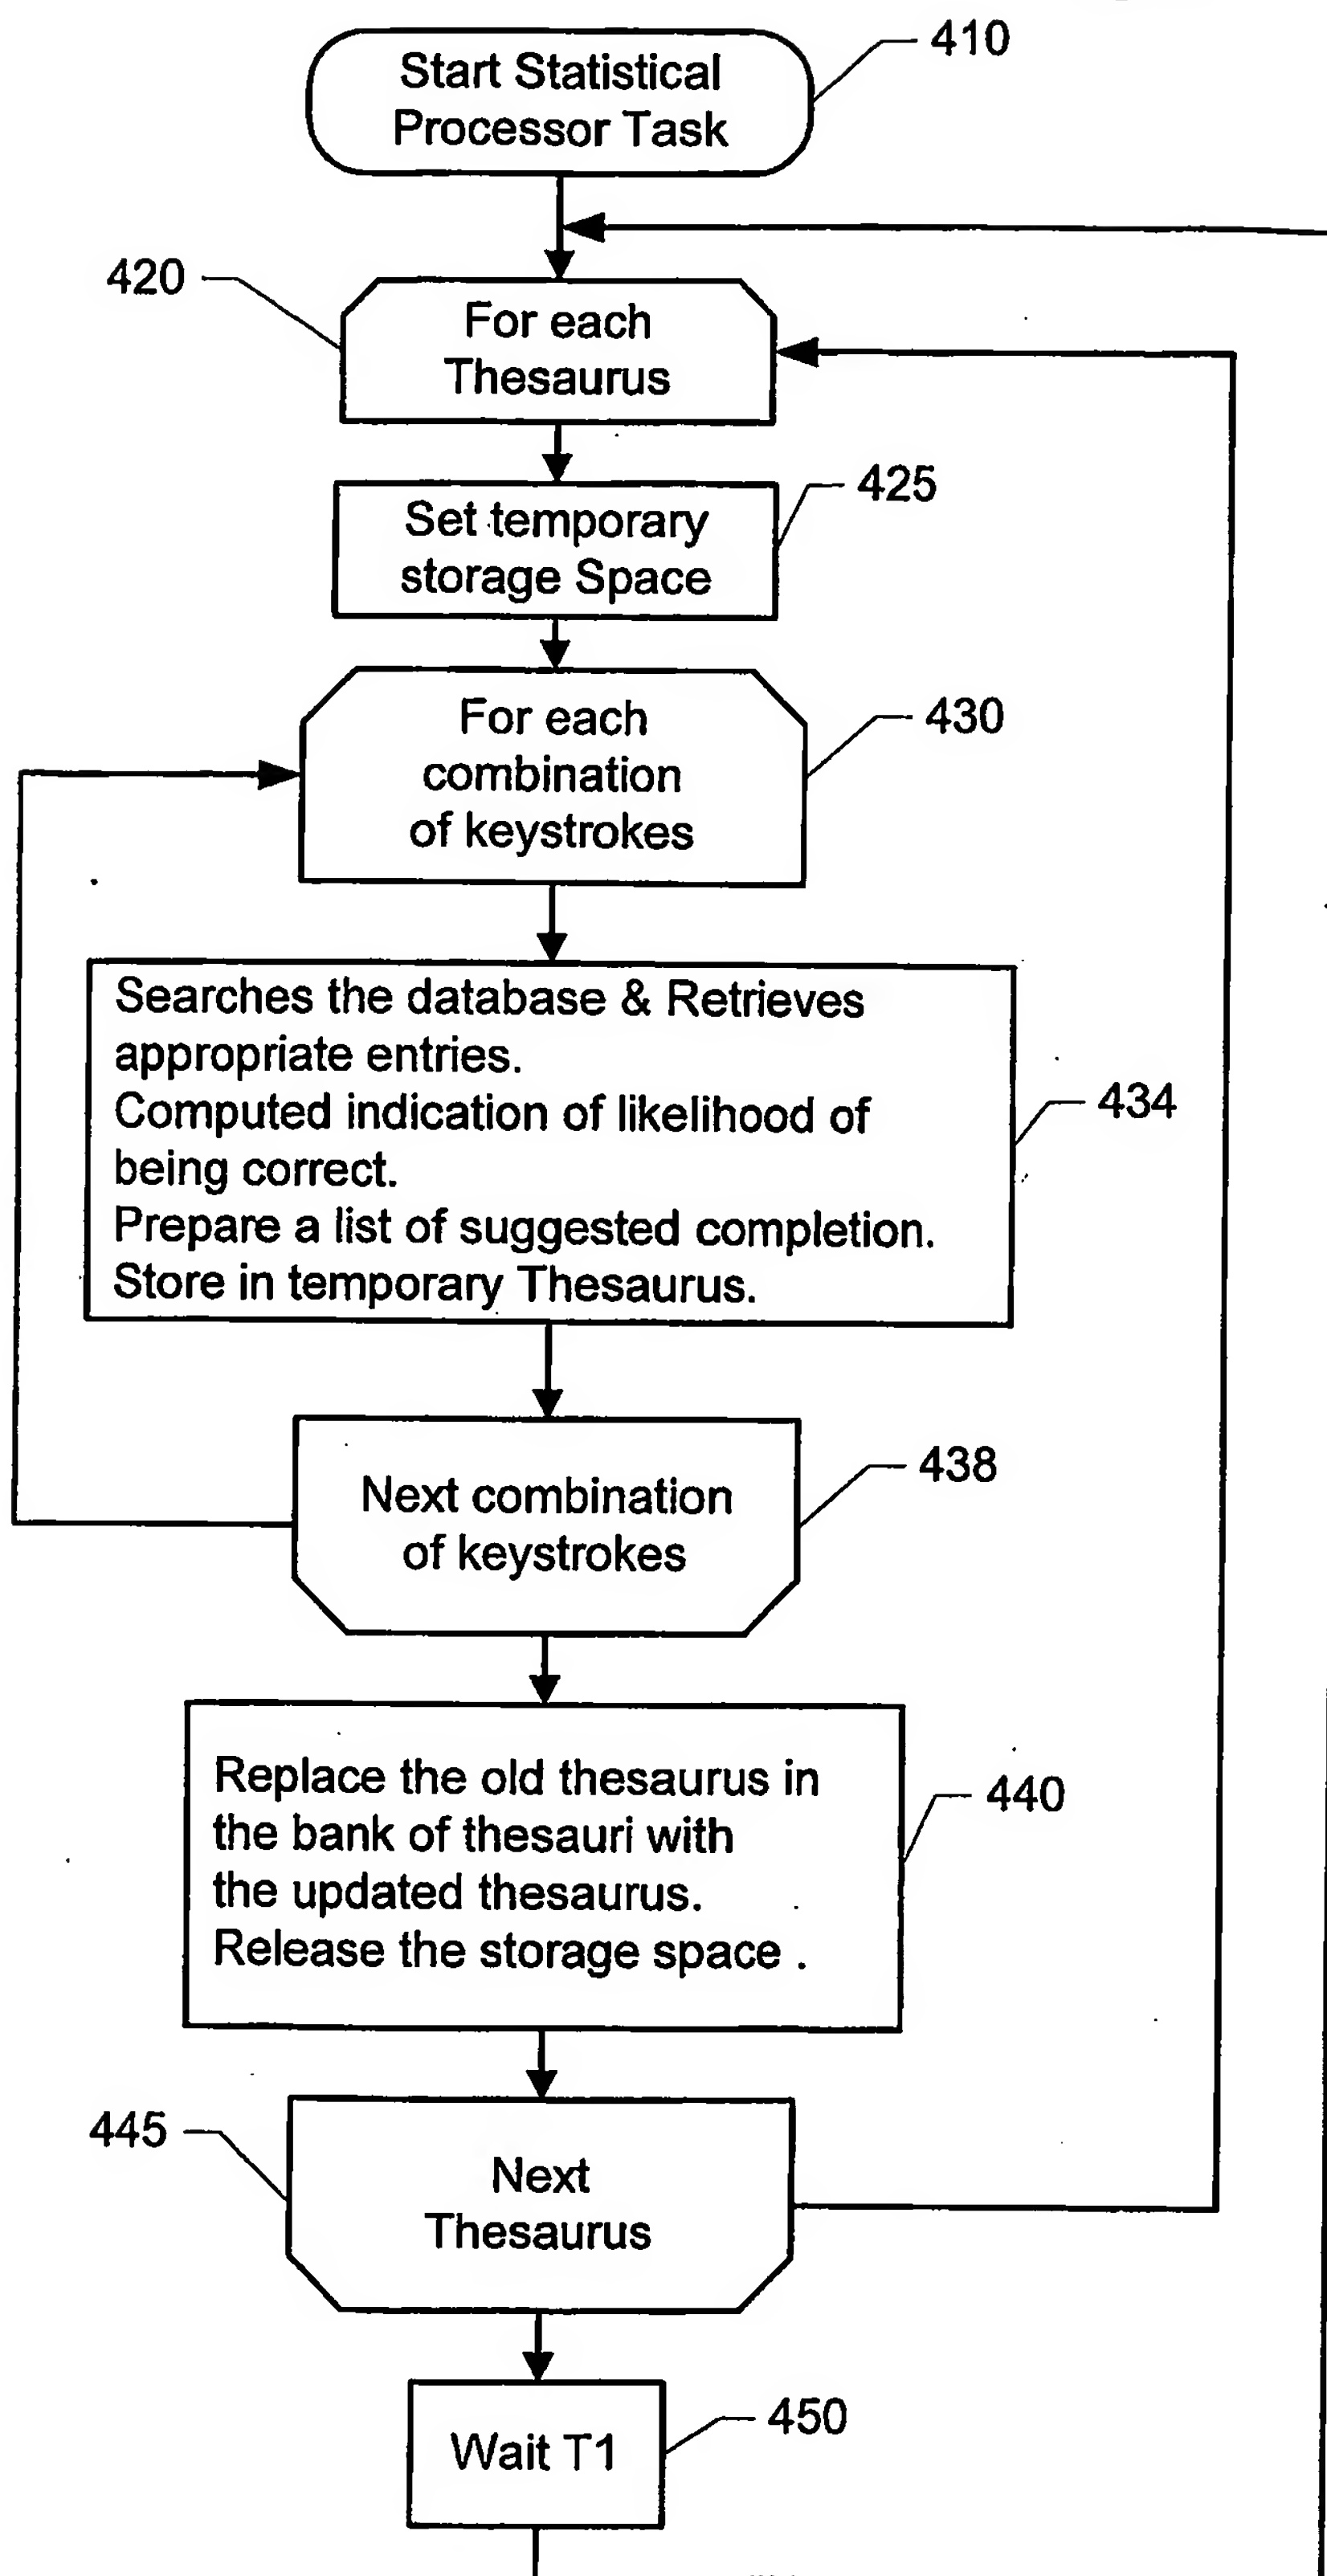 410
Start Statistical
Processor Task
420
For each
Thesaurus
425
Set temporary
storage Space
430
For each
combination
of keystrokes
Searches the database & Retrieves
appropriate entries.
Computed indication of likelihood of
being correct.
Prepare a list of suggested completion.
Store in temporary Thesaurus.
434
438
Next combination
of keystrokes
Replace the old thesaurus in
the bank of thesauri with
the updated thesaurus.
Release the storage space .
440
445
Next
Thesaurus
450
Wait T1